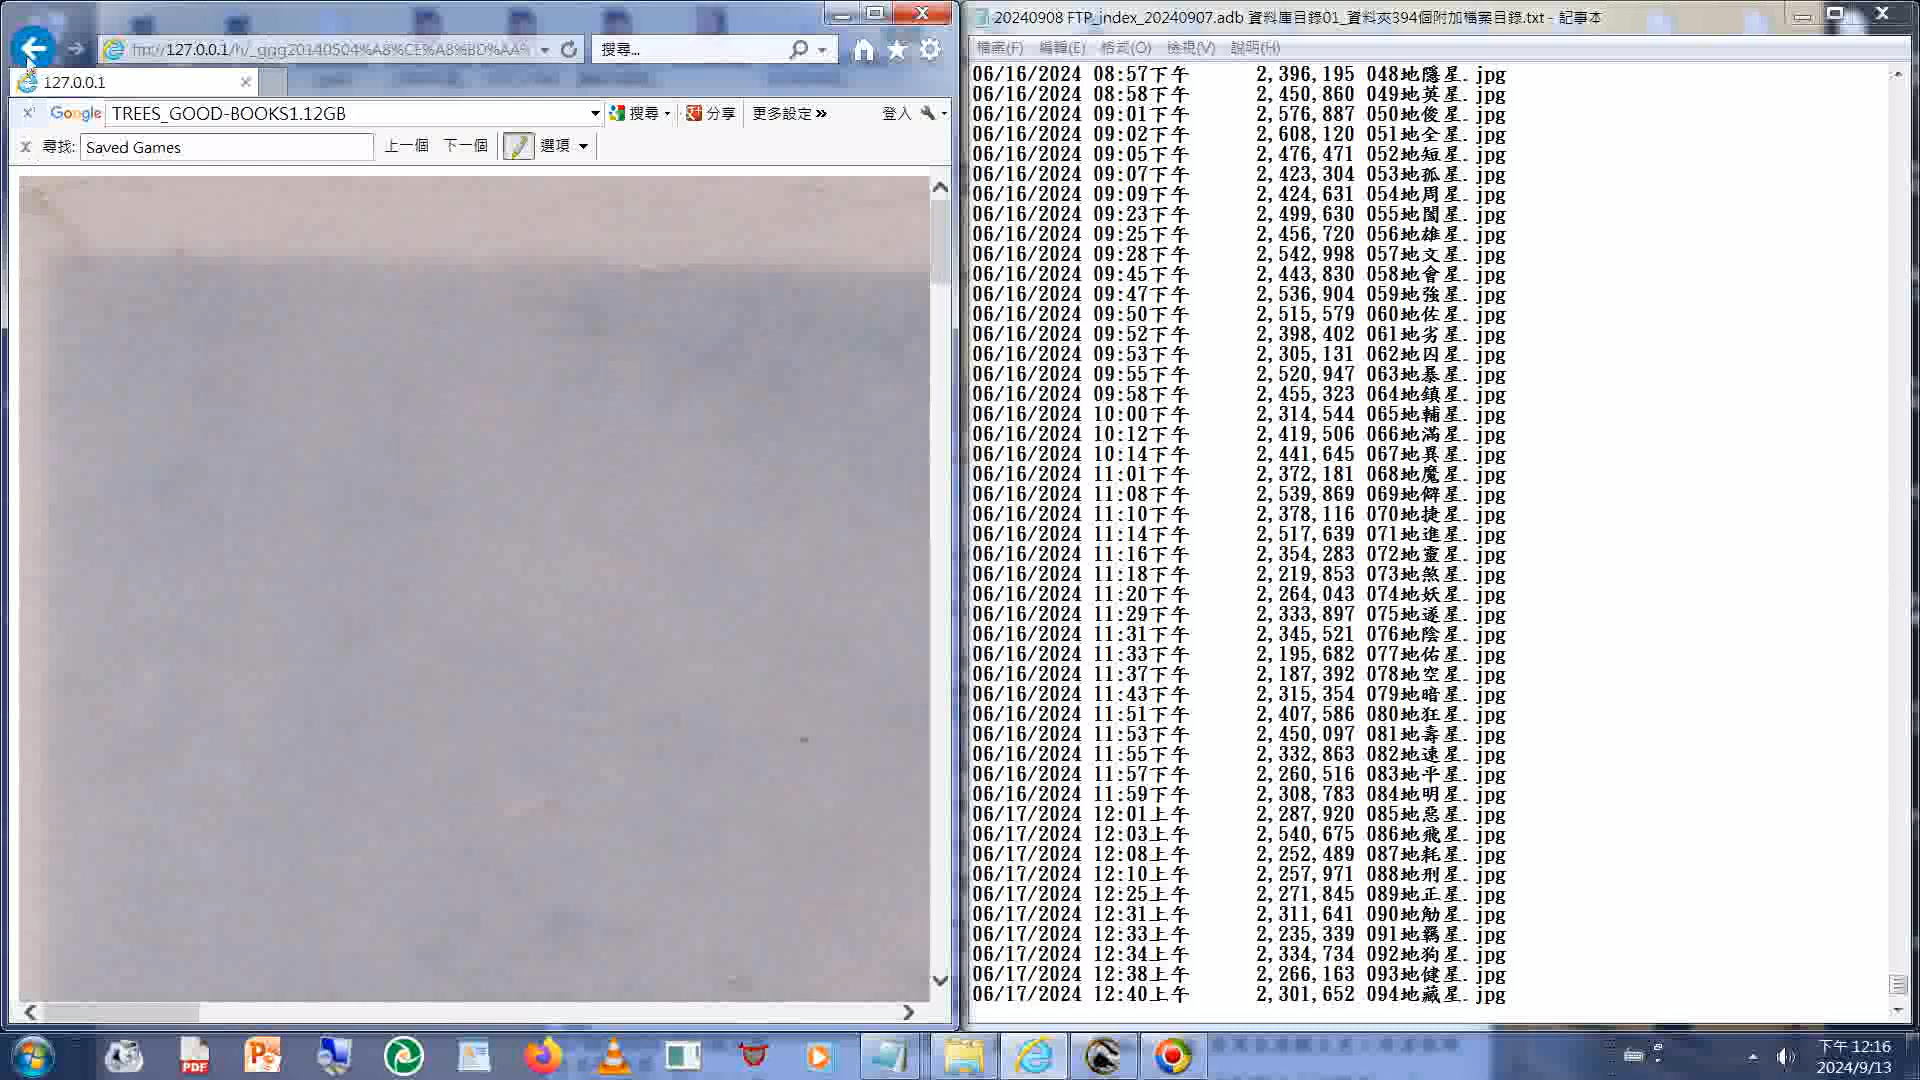 127.0.0.1
搜尋...
127.0.0.1
Google TREES_GOOD-BOOKS1.12GB 搜尋 分享 更多設定 » 登入
尋找: Saved Games 上一個 下一個 選項
20240908 FTP_index_20240907.adb 資料庫目錄01_資料夾394個附加檔案目錄.txt - 記事本
檔案(F) 編輯(E) 格式(O) 檢視(V) 說明(H)
06/16/2024 08:57下午 2,396,195 048地隱星.jpg
06/16/2024 08:58下午 2,450,860 049地英星.jpg
06/16/2024 09:01下午 2,576,887 050地俊星.jpg
06/16/2024 09:02下午 2,608,120 051地全星.jpg
06/16/2024 09:05下午 2,476,471 052地短星.jpg
06/16/2024 09:07下午 2,423,304 053地孤星.jpg
06/16/2024 09:09下午 2,424,631 054地周星.jpg
06/16/2024 09:23下午 2,499,630 055地闔星.jpg
06/16/2024 09:25下午 2,456,720 056地雄星.jpg
06/16/2024 09:28下午 2,542,998 057地文星.jpg
06/16/2024 09:45下午 2,443,830 058地會星.jpg
06/16/2024 09:47下午 2,536,904 059地強星.jpg
06/16/2024 09:50下午 2,515,579 060地佐星.jpg
06/16/2024 09:52下午 2,398,402 061地劣星.jpg
06/16/2024 09:53下午 2,305,131 062地囚星.jpg
06/16/2024 09:55下午 2,520,947 063地暴星.jpg
06/16/2024 09:58下午 2,455,323 064地鎮星.jpg
06/16/2024 10:00下午 2,314,544 065地輔星.jpg
06/16/2024 10:12下午 2,419,506 066地滿星.jpg
06/16/2024 10:14下午 2,441,645 067地異星.jpg
06/16/2024 11:01下午 2,372,181 068地魔星.jpg
06/16/2024 11:08下午 2,539,869 069地僻星.jpg
06/16/2024 11:10下午 2,378,116 070地捷星.jpg
06/16/2024 11:14下午 2,517,639 071地進星.jpg
06/16/2024 11:16下午 2,354,283 072地靈星.jpg
06/16/2024 11:18下午 2,219,853 073地煞星.jpg
06/16/2024 11:20下午 2,264,043 074地妖星.jpg
06/16/2024 11:29下午 2,333,897 075地遂星.jpg
06/16/2024 11:31下午 2,345,521 076地陰星.jpg
06/16/2024 11:33下午 2,195,682 077地佑星.jpg
06/16/2024 11:37下午 2,187,392 078地空星.jpg
06/16/2024 11:43下午 2,315,354 079地暗星.jpg
06/16/2024 11:51下午 2,407,586 080地狂星.jpg
06/16/2024 11:53下午 2,450,097 081地壽星.jpg
06/16/2024 11:55下午 2,332,863 082地遠星.jpg
06/16/2024 11:57下午 2,260,516 083地平星.jpg
06/16/2024 11:59下午 2,308,783 084地明星.jpg
06/17/2024 12:01上午 2,287,920 085地惡星.jpg
06/17/2024 12:03上午 2,540,675 086地飛星.jpg
06/17/2024 12:08上午 2,252,489 087地耗星.jpg
06/17/2024 12:10上午 2,257,971 088地刑星.jpg
06/17/2024 12:25上午 2,271,845 089地正星.jpg
06/17/2024 12:31上午 2,311,641 090地觔星.jpg
06/17/2024 12:33上午 2,235,339 091地羈星.jpg
06/17/2024 12:34上午 2,334,734 092地狗星.jpg
06/17/2024 12:38上午 2,266,163 093地健星.jpg
06/17/2024 12:40上午 2,301,652 094地藏星.jpg
PDF
下午 12:16
2024/9/13